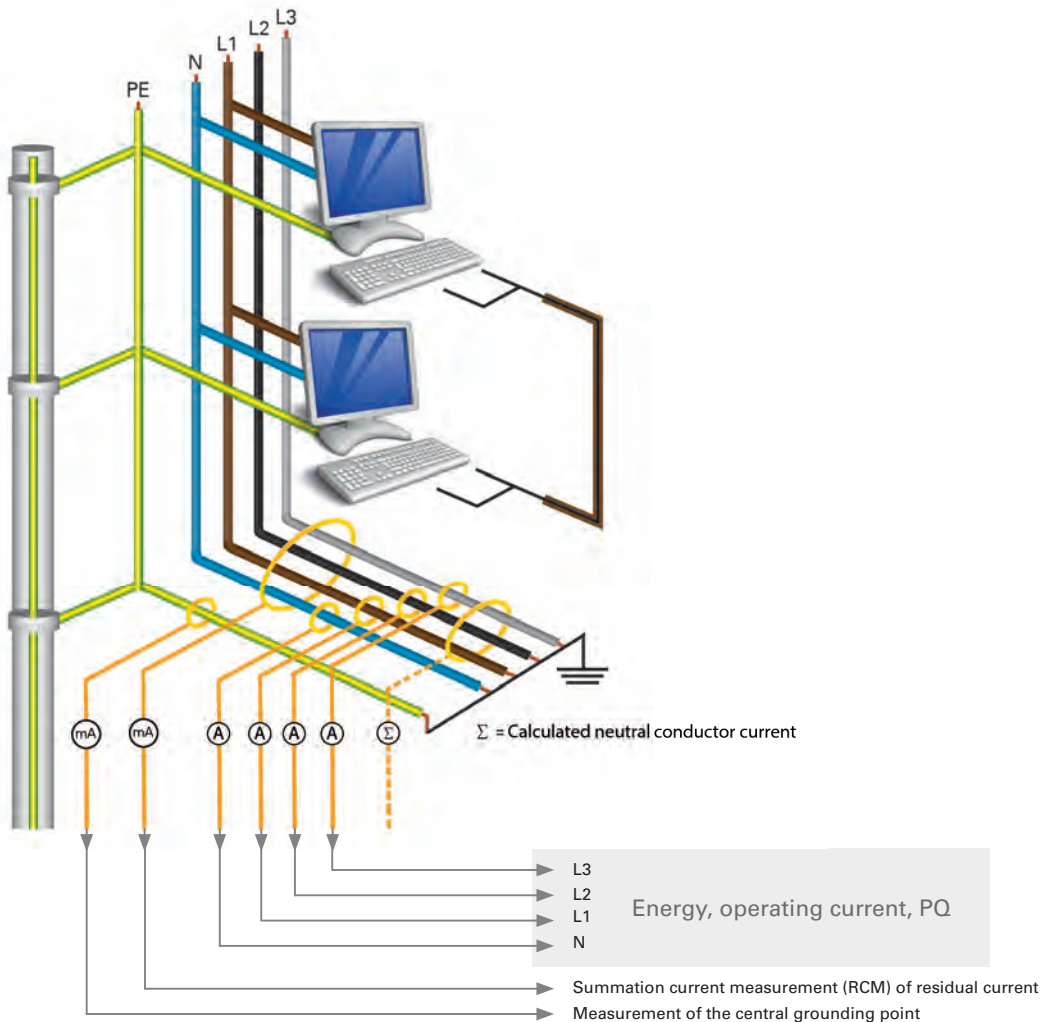 L3
L2
L1
N
PE
mA
mA
A
A
A
A
Σ
Σ = Calculated neutral conductor current
L3
L2
L1
N
Energy, operating current, PQ
Summation current measurement (RCM) of residual current
Measurement of the central grounding point